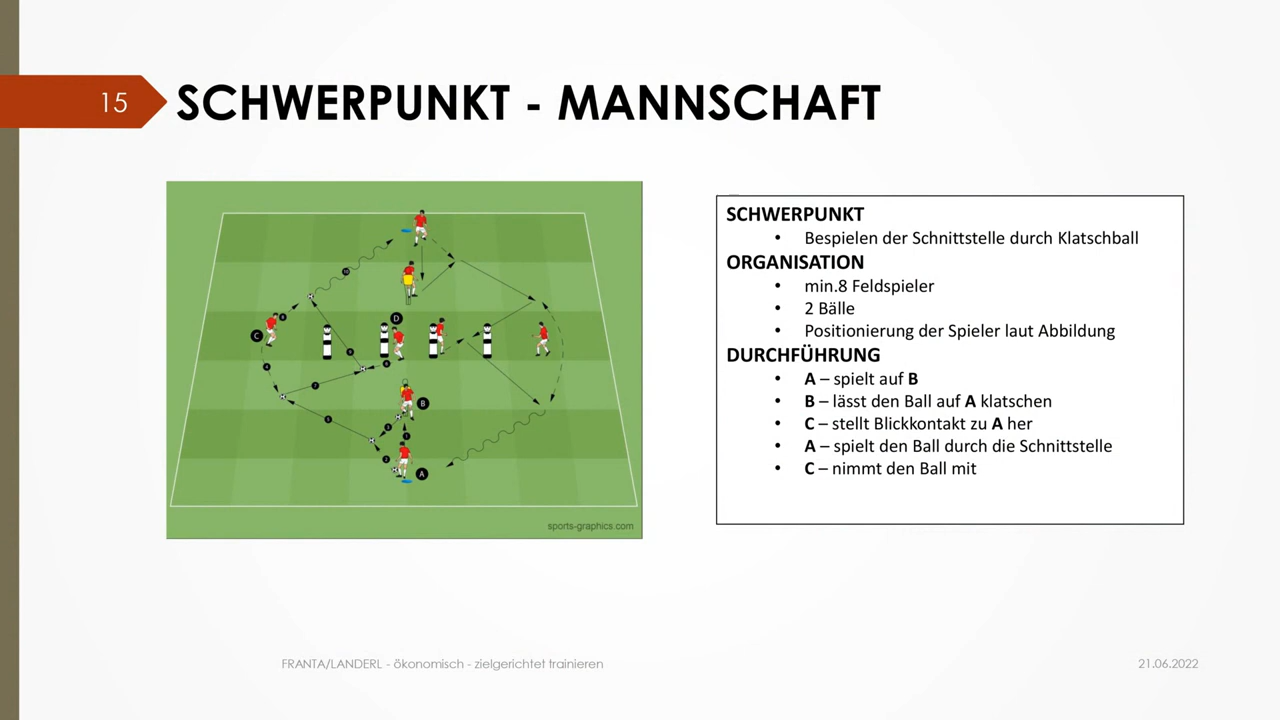 15
SCHWERPUNKT - MANNSCHAFT
D
C
B
A
sports-graphics.com
SCHWERPUNKT
• Bespielen der Schnittstelle durch Klatschball
ORGANISATION
• min.8 Feldspieler
• 2 Bälle
• Positionierung der Spieler laut Abbildung
DURCHFÜHRUNG
• A – spielt auf B
• B – lässt den Ball auf A klatschen
• C – stellt Blickkontakt zu A her
• A – spielt den Ball durch die Schnittstelle
• C – nimmt den Ball mit
FRANTA/LANDERL - ökonomisch - zielgerichtet trainieren
21.06.2022